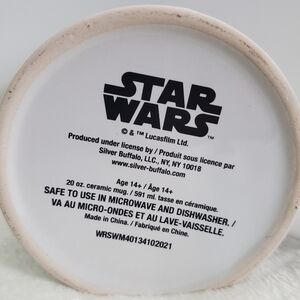 STAR
WARS
© & ™ Lucasfilm Ltd.
Produced under license by / Produit sous licence par
Silver Buffalo, LLC., NY, NY 10018
www.silver-buffalo.com
Age 14+ / Âge 14+
20 oz. ceramic mug. / 591 ml. tasse en céramique.
SAFE TO USE IN MICROWAVE AND DISHWASHER. /
VA AU MICRO-ONDES ET AU LAVE-VAISSELLE.
Made in China. / Fabriqué en Chine.
WRSWM40134102021